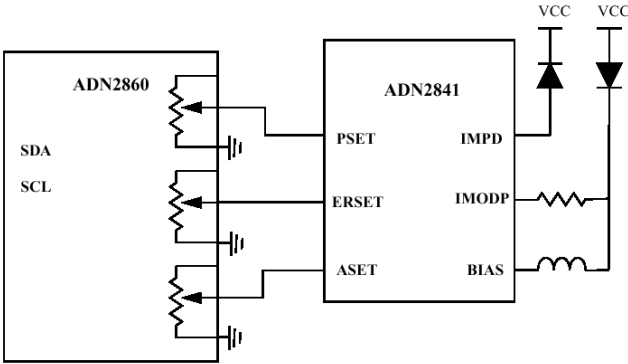 VCC VCC
ADN2860
ADN2841
SDA
SCL
PSET
IMPD
ERSET
IMODP
ASET
BIAS